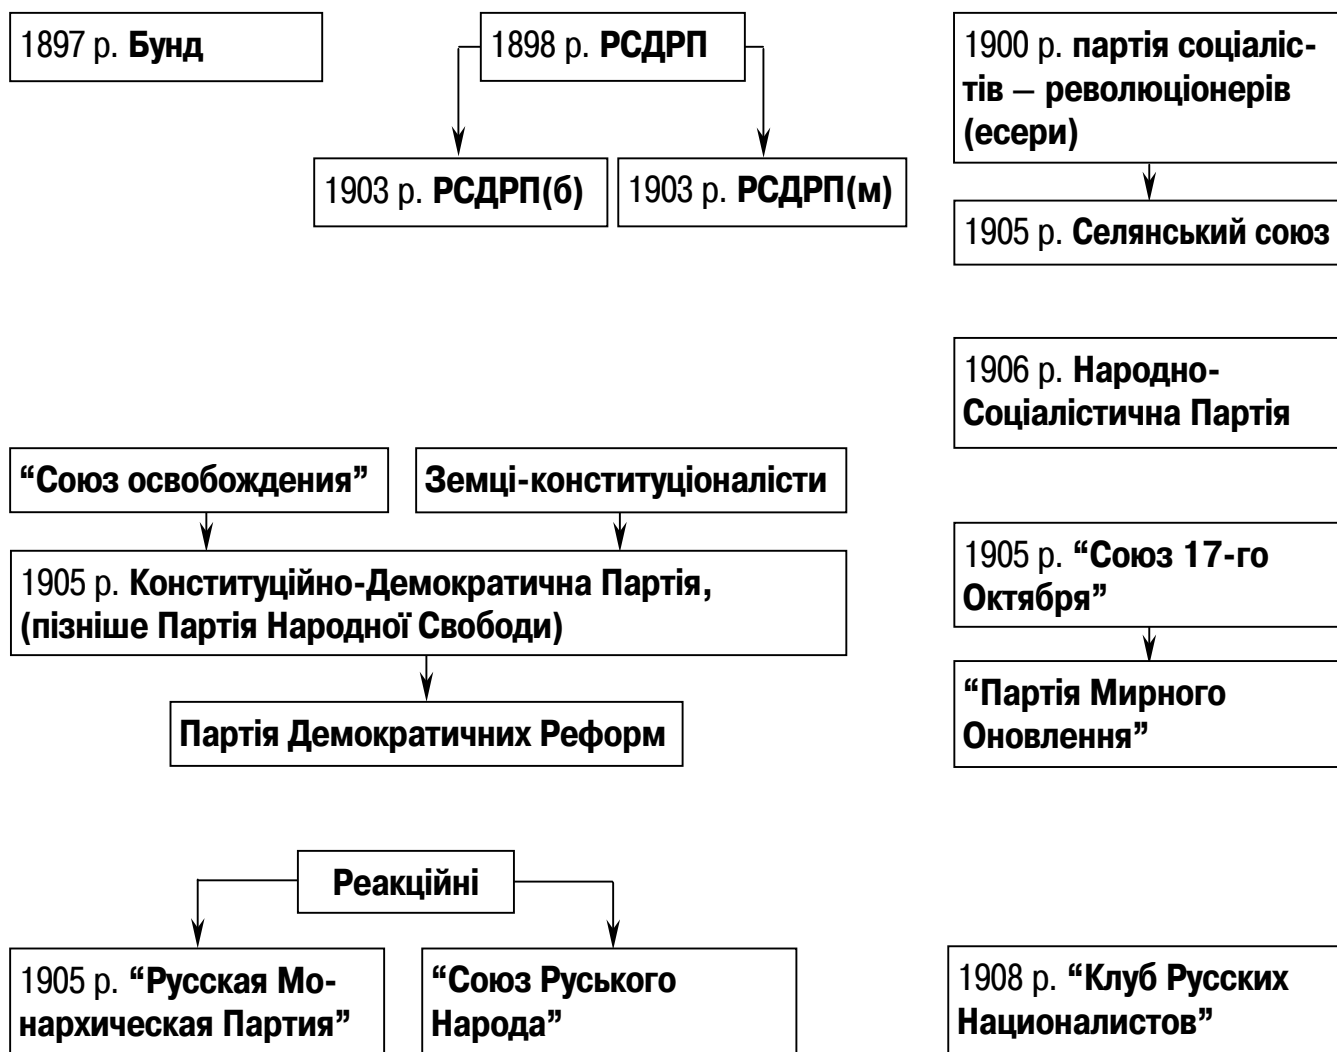 1897 р. Бунд
1898 р. РСДРП
1900 р. партія соціаліс-
тів – революціонерів
(есери)
1903 р. РСДРП(б)
1903 р. РСДРП(м)
1905 р. Селянський союз
1906 р. Народно-
Соціалістична Партія
“Союз освобождения”
Земці-конституціоналісти
1905 р. Конституційно-Демократична Партія,
(пізніше Партія Народної Свободи)
1905 р. “Союз 17-го
Октября”
Партія Демократичних Реформ
“Партія Мирного
Оновлення”
Реакційні
1905 р. “Русская Мо-
нархическая Партия”
“Союз Руського
Народа”
1908 р. “Клуб Русских
Националистов”